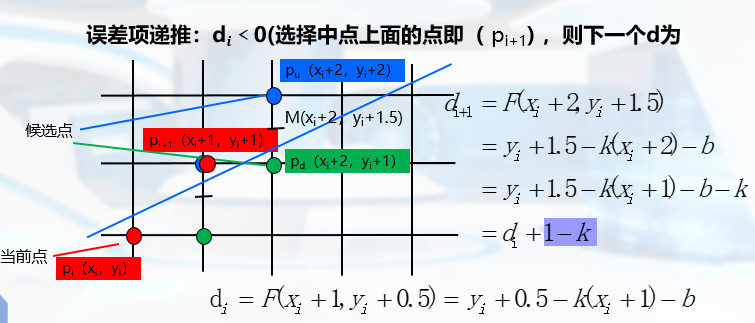 误差项递推：dᵢ＜0(选择中点上面的点即（ pᵢ₊₁) ，则下一个d为
pᵤ（xᵢ+2，yᵢ+2）
dᵢ₊₁ = F(xᵢ + 2, yᵢ + 1.5)
M(xᵢ+2，yᵢ+1.5)
候选点
pᵢ₊₁（xᵢ+1，yᵢ+1）
= yᵢ + 1.5 − k(xᵢ + 2) − b
p_d（xᵢ+2，yᵢ+1）
= yᵢ + 1.5 − k(xᵢ + 1) − b − k
= dᵢ + 1 − k
当前点
pᵢ（xᵢ，yᵢ）
dᵢ = F(xᵢ + 1, yᵢ + 0.5) = yᵢ + 0.5 − k(xᵢ + 1) − b